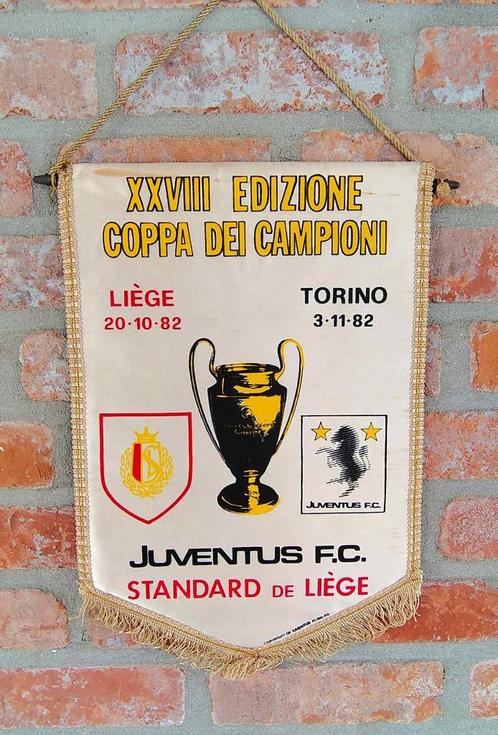 XXVIII EDIZIONE
COPPA DEI CAMPIONI
LIÈGE
20·10·82
TORINO
3·11·82
JUVENTUS F.C.
JUVENTUS F.C.
STANDARD DE LIÈGE